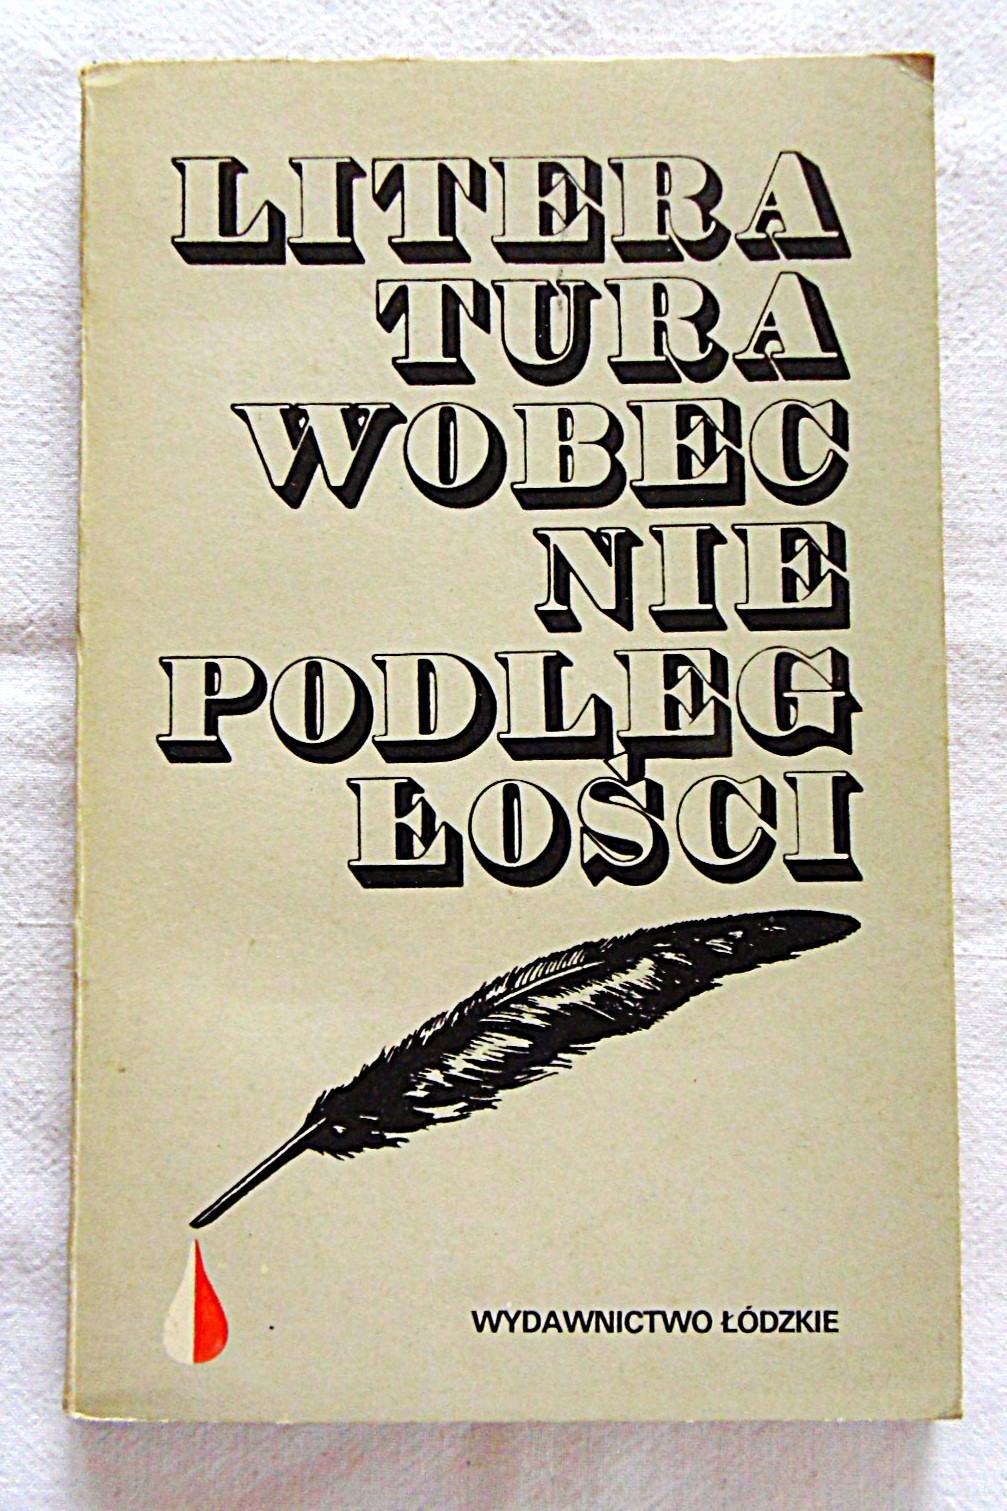 LITERA
TURA
WOBEC
NIE
PODLEG
ŁOŚCI
WYDAWNICTWO ŁÓDZKIE